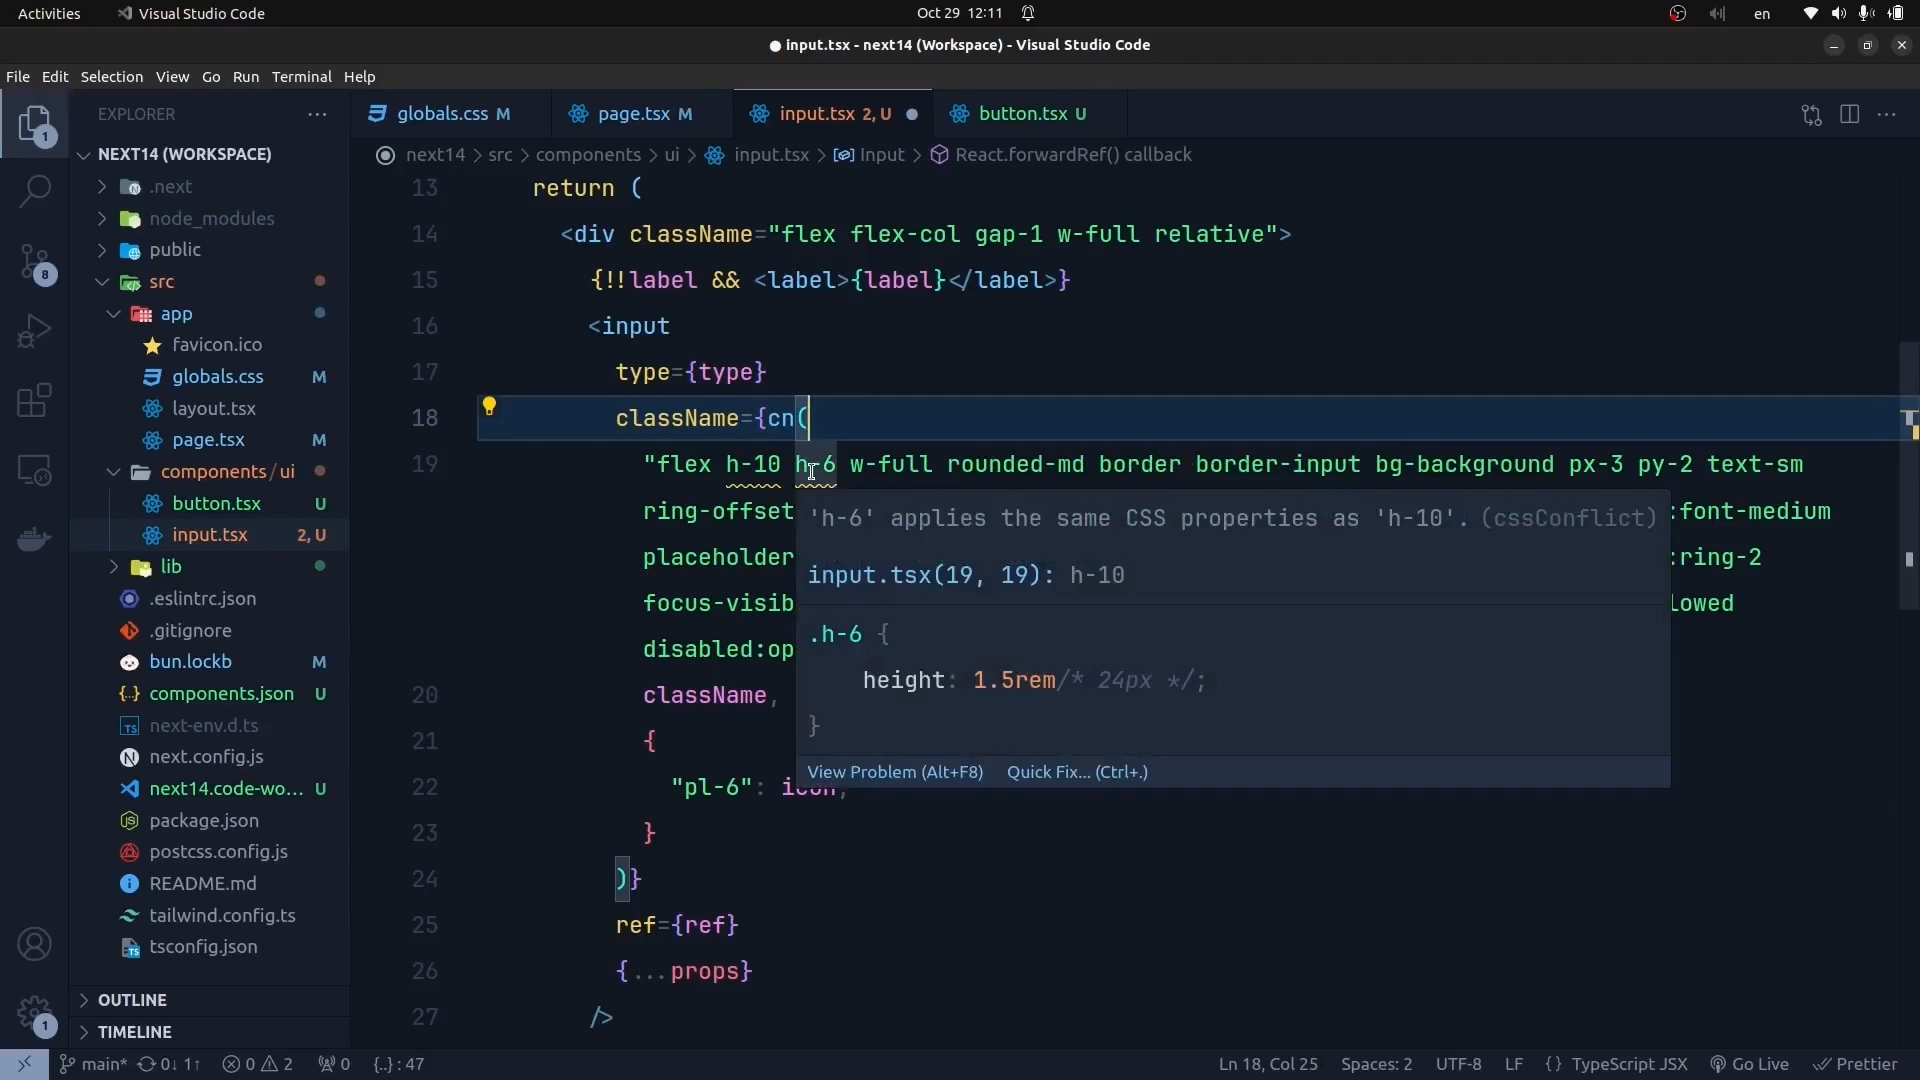 Activities
Visual Studio Code
Oct 29 12:11
en
input.tsx - next14 (Workspace) - Visual Studio Code
File Edit Selection View Go Run Terminal Help
EXPLORER
globals.css M
page.tsx M
input.tsx 2, U
button.tsx U
next14 > src > components > ui > input.tsx > Input > React.forwardRef() callback
1
8
1
NEXT14 (WORKSPACE)
.next
node_modules
public
src
app
favicon.ico
globals.css M
layout.tsx
page.tsx M
components / ui
button.tsx U
input.tsx 2, U
lib
.eslintrc.json
.gitignore
bun.lockb M
components.json U
next-env.d.ts
next.config.js
next14.code-wo... U
package.json
postcss.config.js
README.md
tailwind.config.ts
tsconfig.json
OUTLINE
TIMELINE
13 return (
14 <div className="flex flex-col gap-1 w-full relative">
15 {!!label && <label>{label}</label>}
16 <input
17 type={type}
18 className={cn(
19 "flex h-10 h-6 w-full rounded-md border border-input bg-background px-3 py-2 text-sm
ring-offset :font-medium
placeholder :ring-2
focus-visib lowed
disabled:op
20 className,
21 {
22 "pl-6": icon,
23 }
24 )}
25 ref={ref}
26 {...props}
27 />
'h-6' applies the same CSS properties as 'h-10'. (cssConflict)
input.tsx(19, 19): h-10
.h-6 {
height: 1.5rem/* 24px */;
}
View Problem (Alt+F8) Quick Fix... (Ctrl+.)
main* 0↓ 1↑ 0 2 0 {..} : 47
Ln 18, Col 25 Spaces: 2 UTF-8 LF {} TypeScript JSX Go Live Prettier